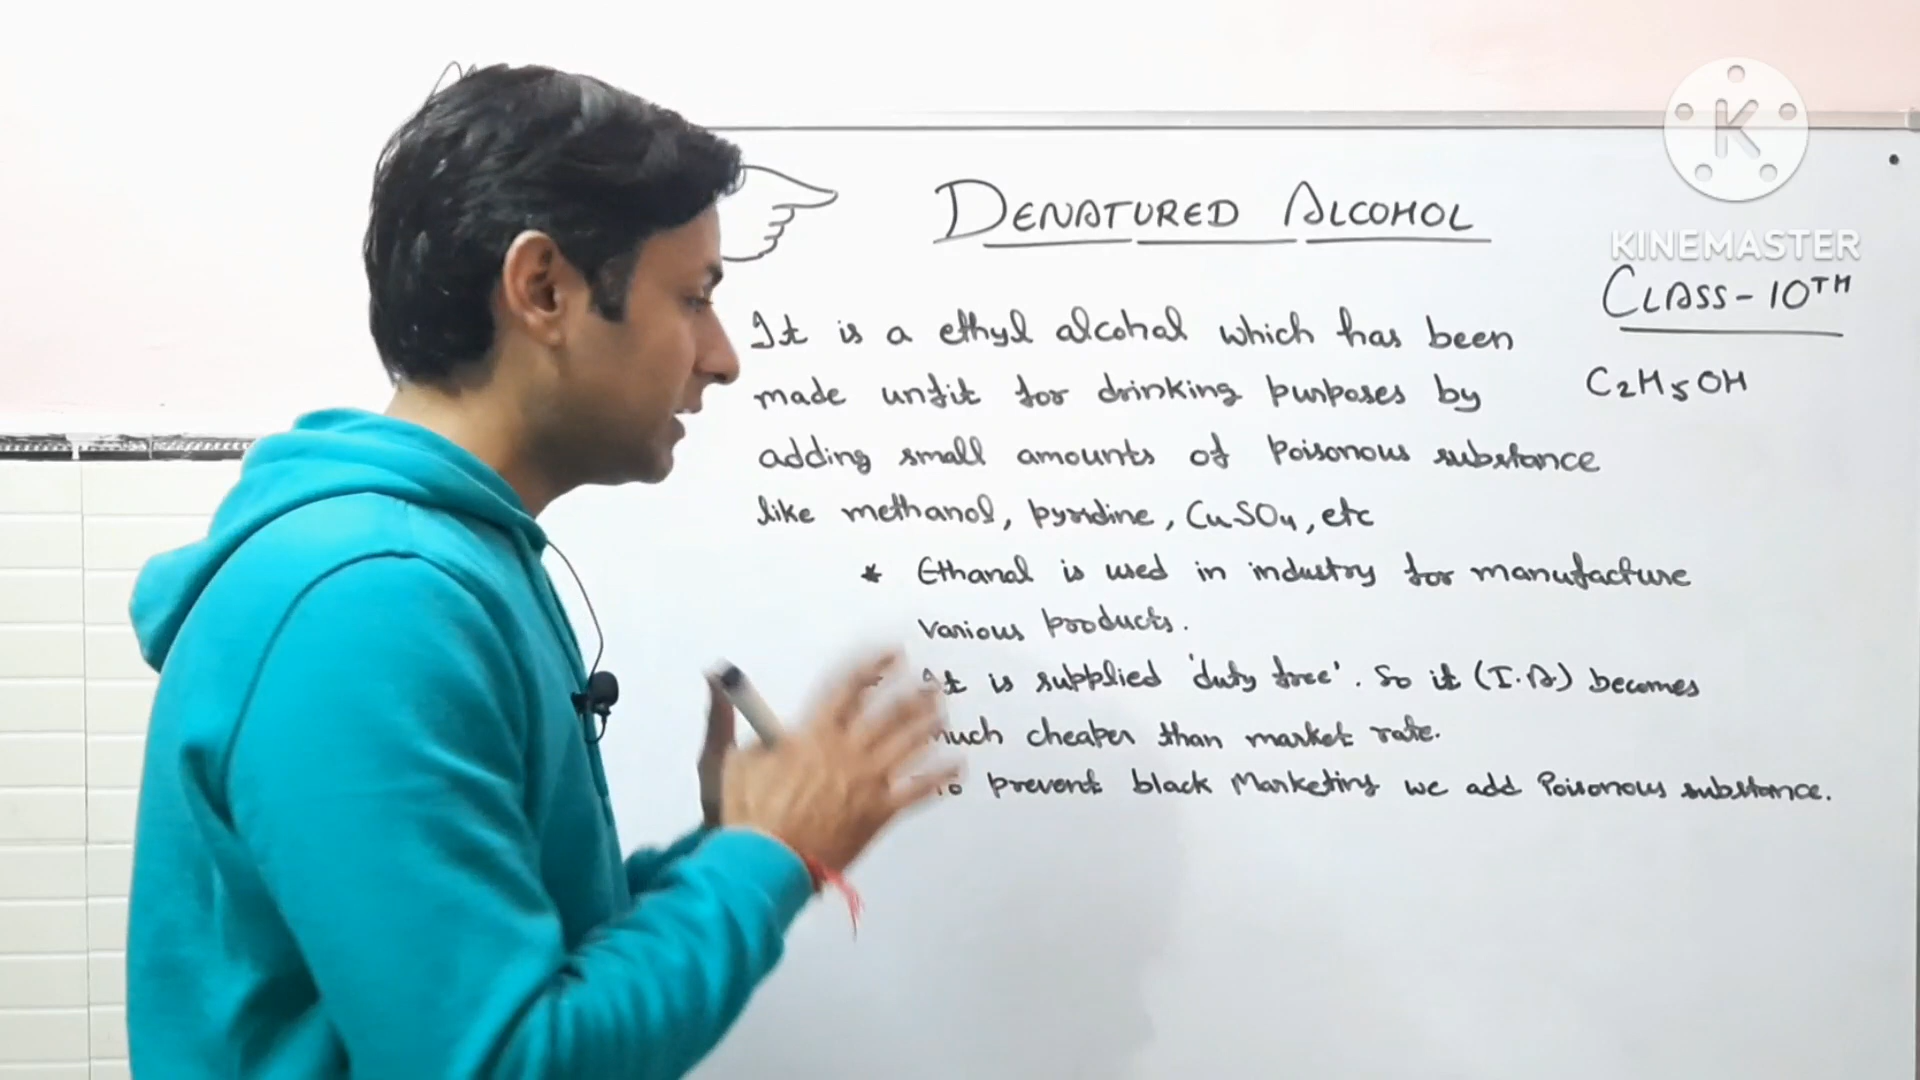 DENATURED ALCOHOL
K
KINEMASTER
CLASS-10TH
It is a ethyl alcohol which has been
made unfit for drinking purposes by
C2H5OH
adding small amounts of poisonous substance
like methanol, pyridine, CuSO4, etc
* Ethanal is used in industry for manufacture
various products.
It is supplied 'duty free'. So it (I.A) becomes
much cheaper than market rate.
To prevent black Marketing we add Poisonous substance.